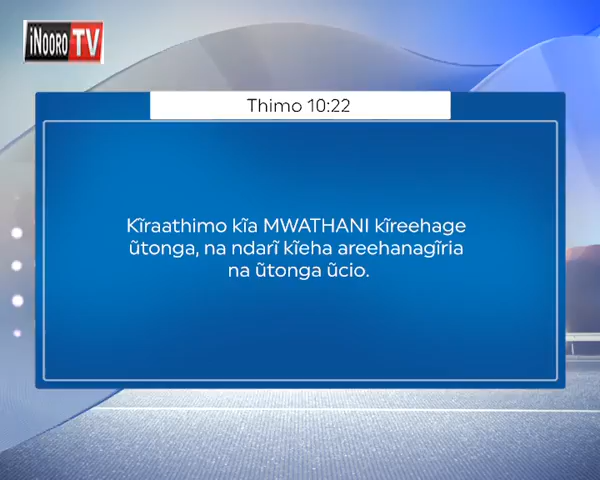 iNOORO TV
Thimo 10:22
Kĩraathimo kĩa MWATHANI kĩreehage
ũtonga, na ndarĩ kĩeha areehanagĩria
na ũtonga ũcio.